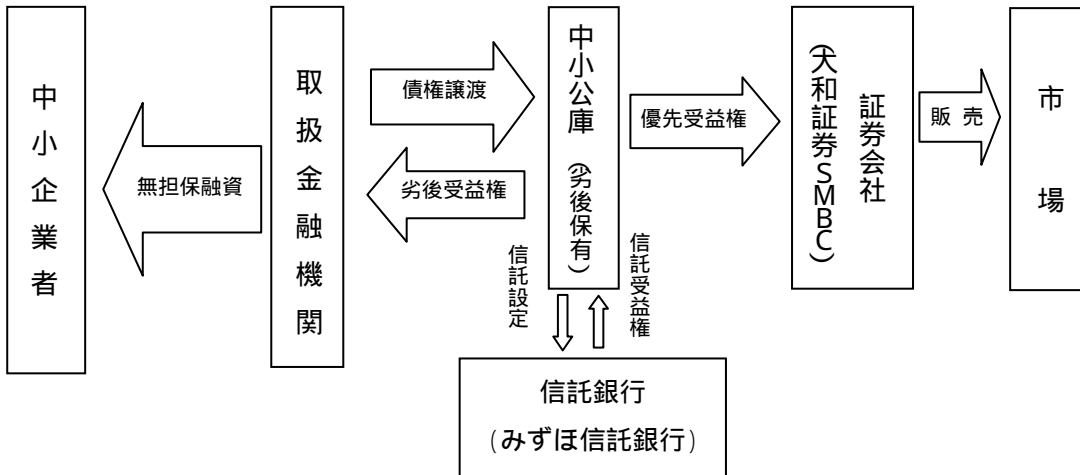 中小企業者
無担保融資
取扱金融機関
債権譲渡
劣後受益権
中小公庫(劣後保有)
信託設定
信託受益権
優先受益権
証券会社
(大和証券SMBC)
販売
市場
信託銀行
(みずほ信託銀行)